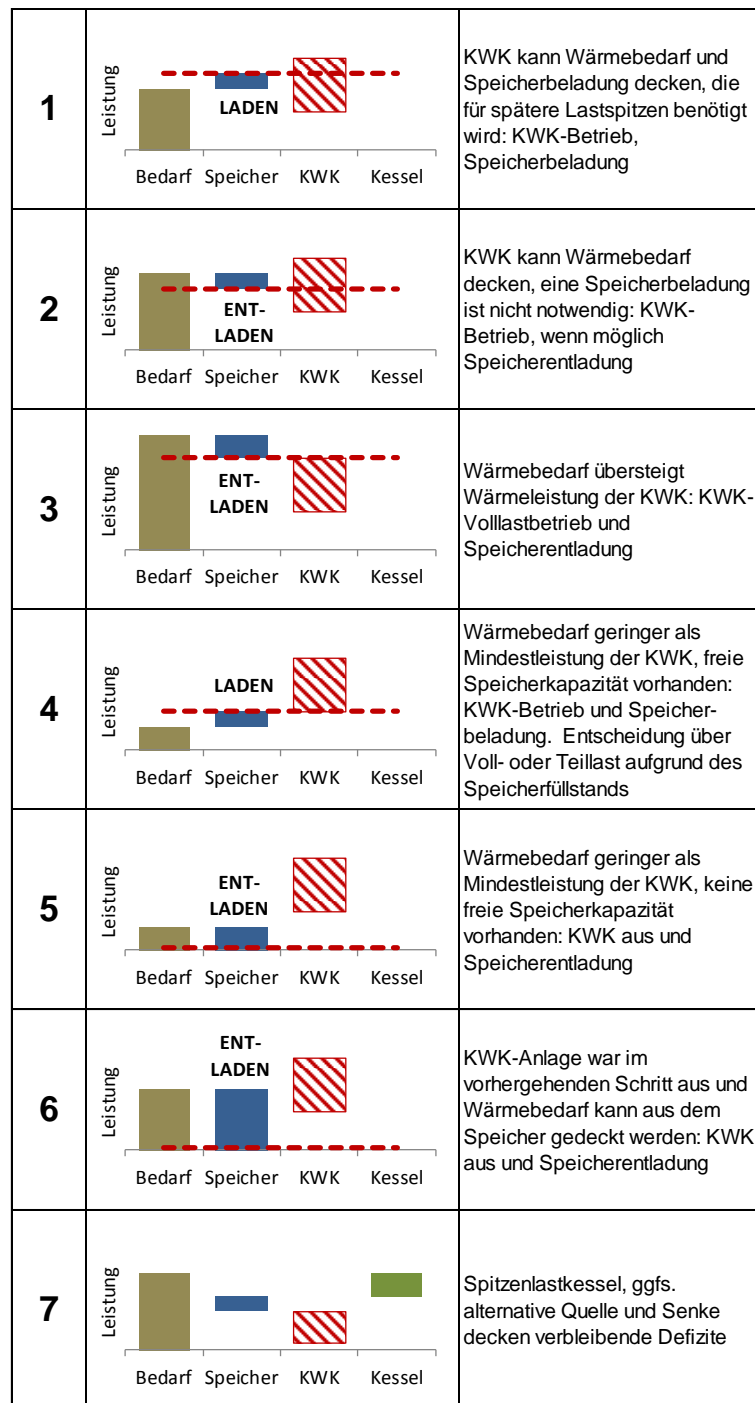 1
Leistung
LADEN
Bedarf Speicher KWK Kessel
KWK kann Wärmebedarf und
Speicherbeladung decken, die
für spätere Lastspitzen benötigt
wird: KWK-Betrieb,
Speicherbeladung
2
Leistung
ENT-
LADEN
Bedarf Speicher KWK Kessel
KWK kann Wärmebedarf
decken, eine Speicherbeladung
ist nicht notwendig: KWK-
Betrieb, wenn möglich
Speicherentladung
3
Leistung
ENT-
LADEN
Bedarf Speicher KWK Kessel
Wärmebedarf übersteigt
Wärmeleistung der KWK: KWK-
Volllastbetrieb und
Speicherentladung
4
Leistung
LADEN
Bedarf Speicher KWK Kessel
Wärmebedarf geringer als
Mindestleistung der KWK, freie
Speicherkapazität vorhanden:
KWK-Betrieb und Speicher-
beladung. Entscheidung über
Voll- oder Teillast aufgrund des
Speicherfüllstands
5
Leistung
ENT-
LADEN
Bedarf Speicher KWK Kessel
Wärmebedarf geringer als
Mindestleistung der KWK, keine
freie Speicherkapazität
vorhanden: KWK aus und
Speicherentladung
6
Leistung
ENT-
LADEN
Bedarf Speicher KWK Kessel
KWK-Anlage war im
vorhergehenden Schritt aus und
Wärmebedarf kann aus dem
Speicher gedeckt werden: KWK
aus und Speicherentladung
7
Leistung
Bedarf Speicher KWK Kessel
Spitzenlastkessel, ggfs.
alternative Quelle und Senke
decken verbleibende Defizite